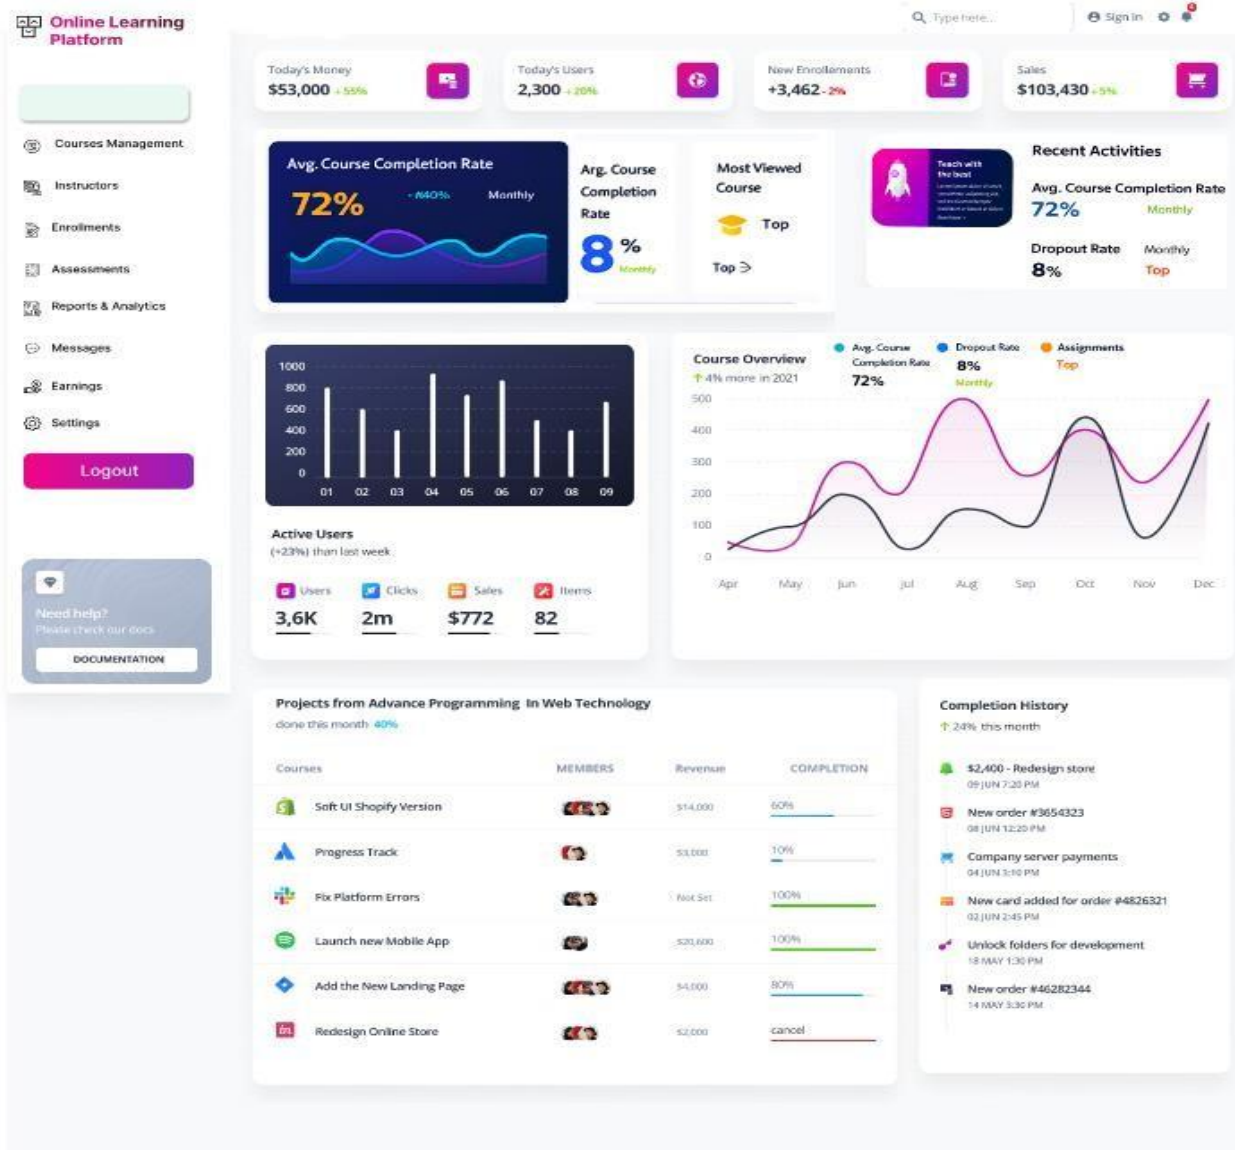 Online Learning
Platform
Type here...
Sign In
Courses Management
Instructors
Enrollments
Assessments
Reports & Analytics
Messages
Earnings
Settings
Logout
Need help?
Please check our docs
DOCUMENTATION
Today's Money
$53,000 +55%
Today's Users
2,300 +20%
New Enrollements
+3,462 -2%
Sales
$103,430 +5%
Avg. Course Completion Rate
72%
Monthly
Arg. Course
Completion
Rate
8%
Monthly
Most Viewed
Course
Top
Top
Teach with
the best
Recent Activities
Avg. Course Completion Rate
72% Monthly
Dropout Rate Monthly
8% Top
1000
800
600
400
200
0
01 02 03 04 05 06 07 08 09
Active Users
(+23%) than last week
Users Clicks Sales Items
3,6K 2m $772 82
Course Overview
4% more in 2021
Avg. Course
Completion Rate
72%
Dropout Rate
8%
Monthly
Assignments
Top
500
400
300
200
100
0
Apr May Jun Jul Aug Sep Oct Nov Dec
Projects from Advance Programming In Web Technology
done this month 40%
Courses MEMBERS Revenue COMPLETION
Soft UI Shopify Version $14,000 60%
Progress Track $3,000 10%
Fix Platform Errors Not Set 100%
Launch new Mobile App $20,600 100%
Add the New Landing Page $4,000 80%
Redesign Online Store $2,000 cancel
Completion History
24% this month
$2,400 - Redesign store
09 JUN 7:20 PM
New order #3654323
08 JUN 12:20 PM
Company server payments
04 JUN 3:10 PM
New card added for order #4826321
02 JUN 2:45 PM
Unlock folders for development
18 MAY 1:30 PM
New order #46282344
14 MAY 3:30 PM